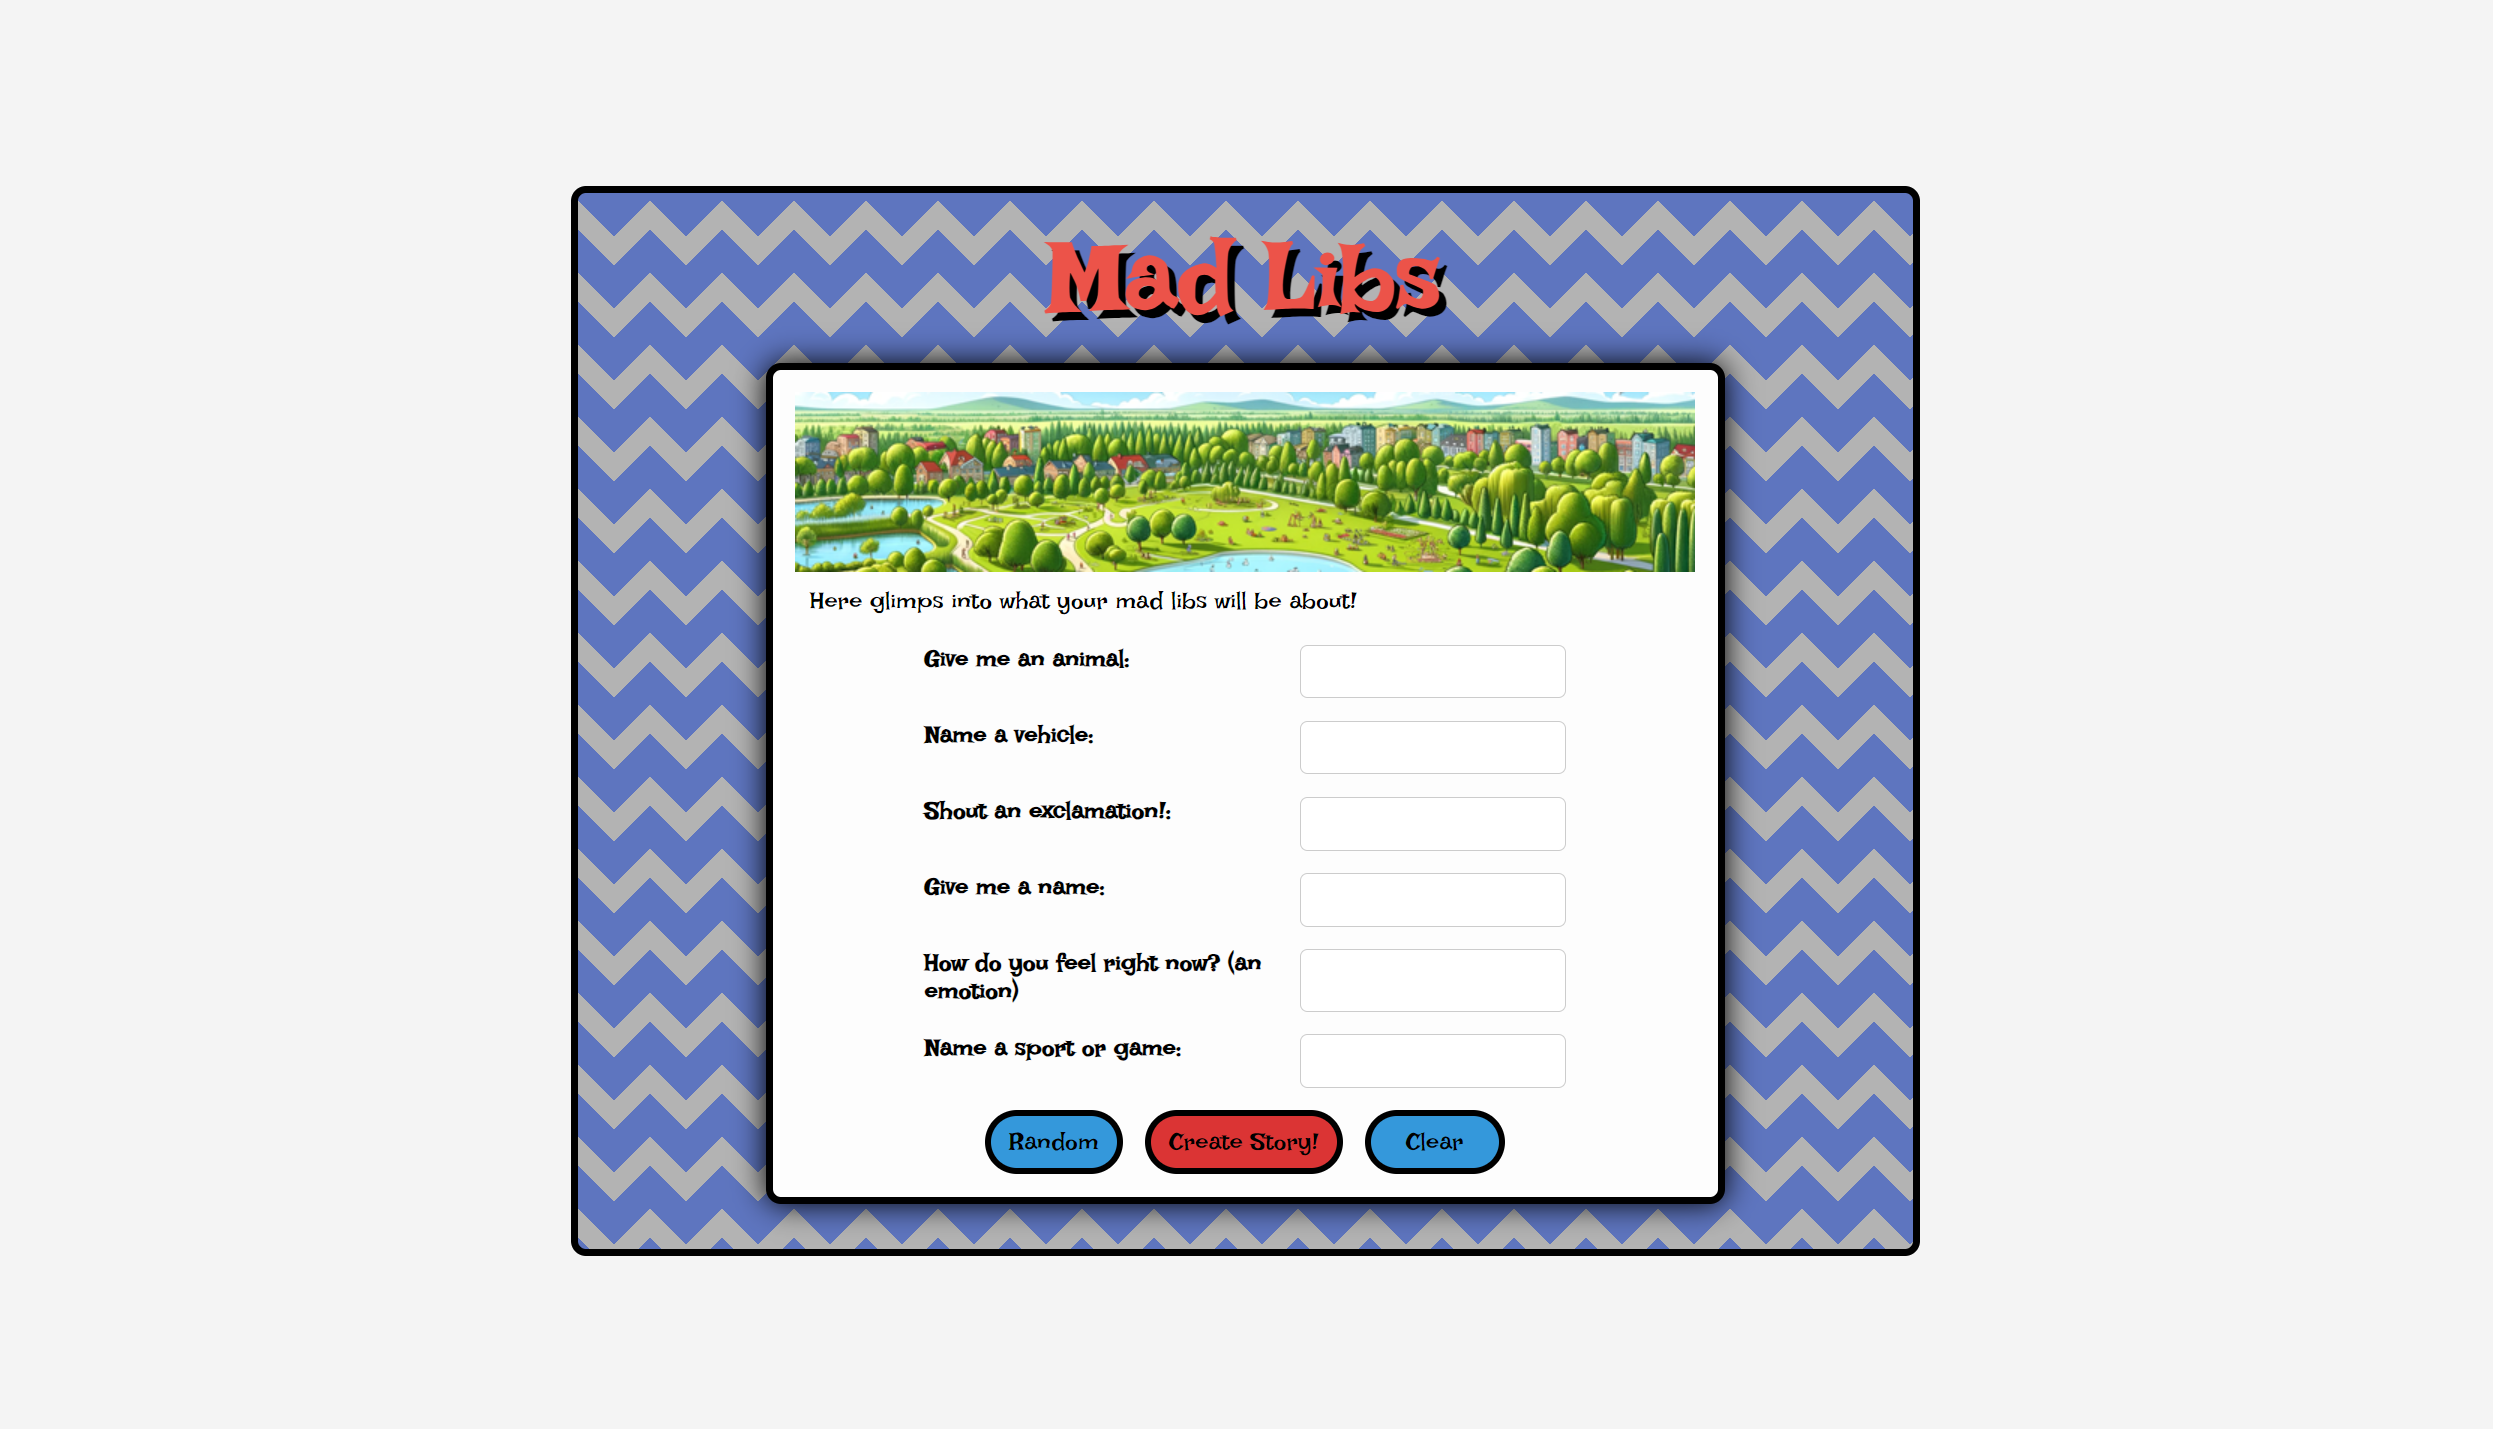 Mad Libs
Here glimps into what your mad libs will be about!
Give me an animal:
Name a vehicle:
Shout an exclamation!:
Give me a name:
How do you feel right now? (an
emotion)
Name a sport or game:
Random Create Story! Clear